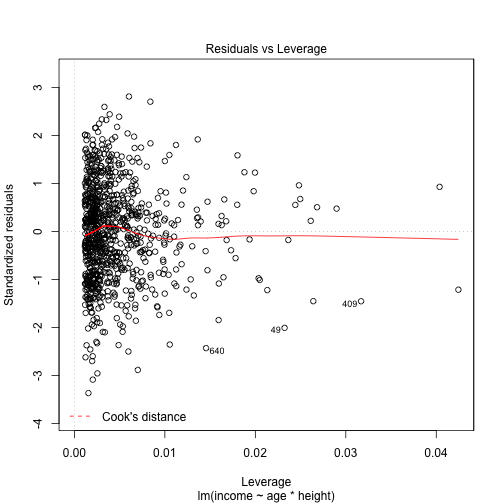 Residuals vs Leverage
Standardized residuals
3
2
1
0
-1
-2
-3
-4
409
49
640
Cook's distance
0.00 0.01 0.02 0.03 0.04
Leverage
lm(income ~ age * height)